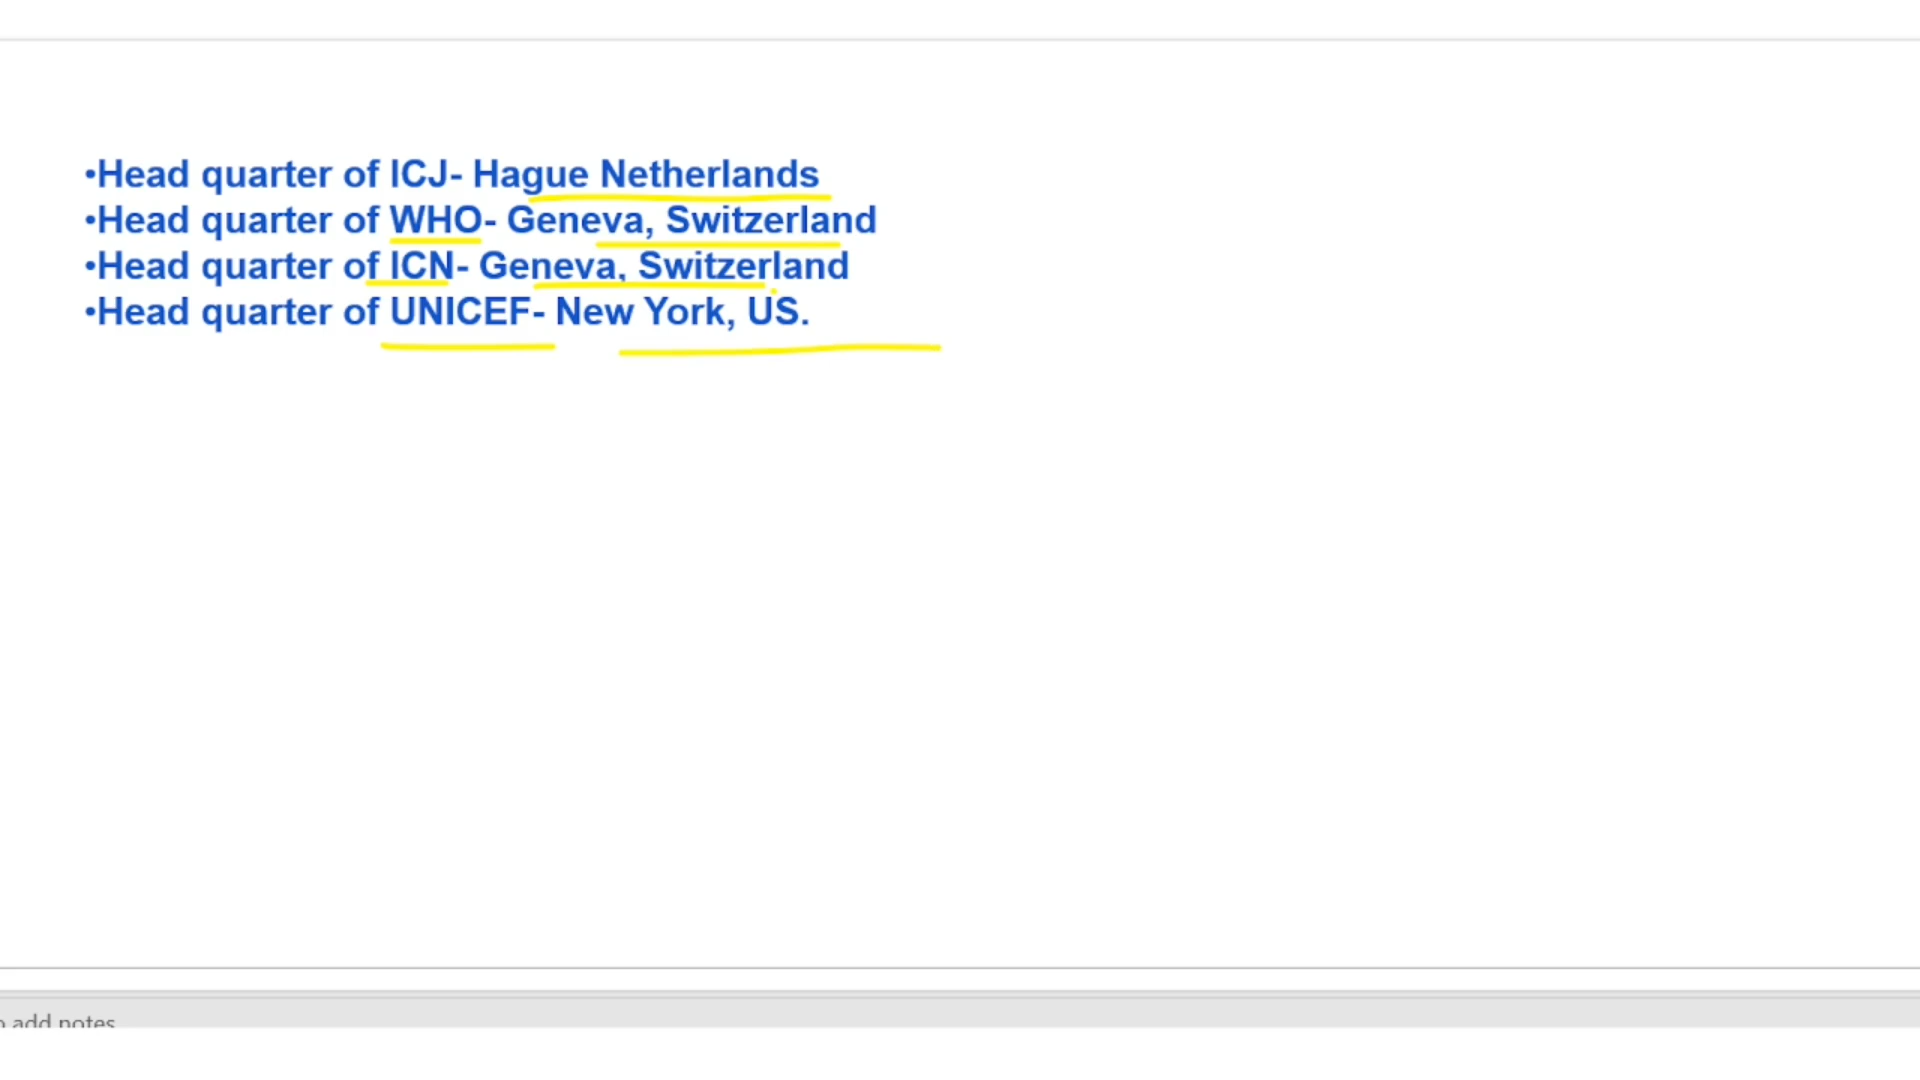 •Head quarter of ICJ- Hague Netherlands
•Head quarter of WHO- Geneva, Switzerland
•Head quarter of ICN- Geneva, Switzerland
•Head quarter of UNICEF- New York, US.
add notes